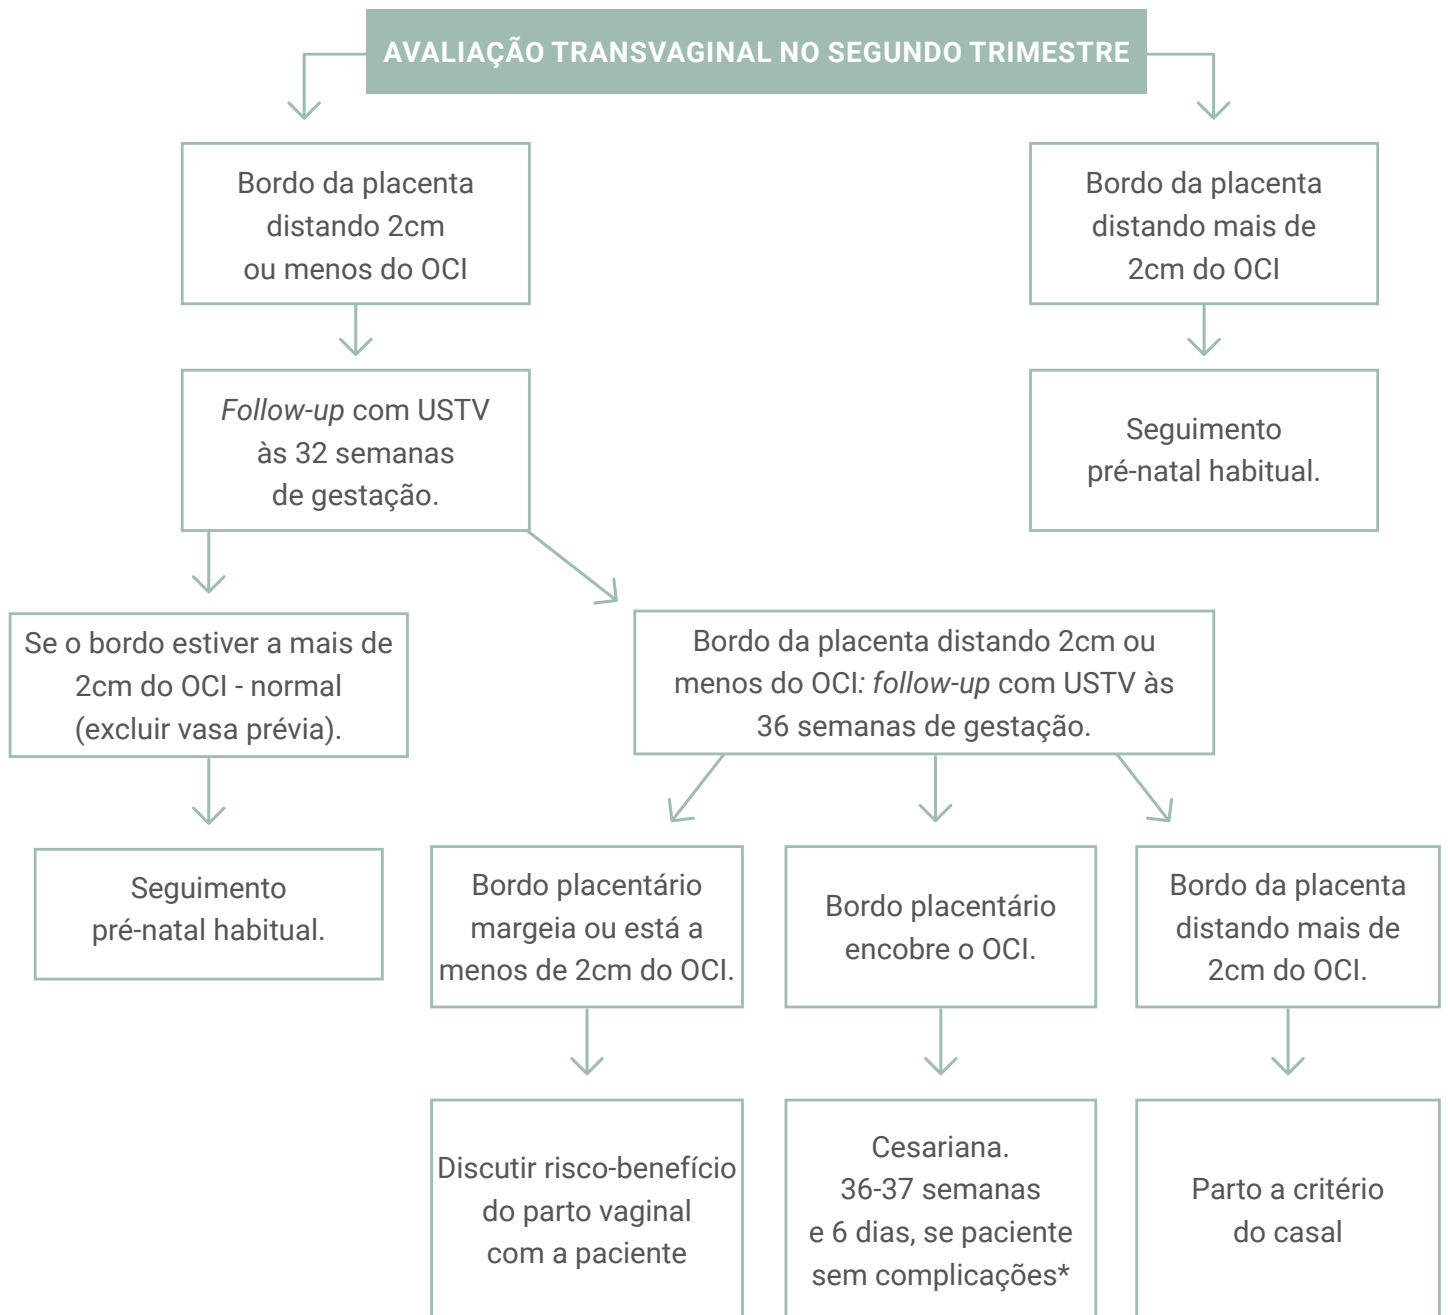 AVALIAÇÃO TRANSVAGINAL NO SEGUNDO TRIMESTRE
Bordo da placenta
distando 2cm
ou menos do OCI
Bordo da placenta
distando mais de
2cm do OCI
Follow-up com USTV
às 32 semanas
de gestação.
Seguimento
pré-natal habitual.
Se o bordo estiver a mais de
2cm do OCI - normal
(excluir vasa prévia).
Bordo da placenta distando 2cm ou
menos do OCI: follow-up com USTV às
36 semanas de gestação.
Seguimento
pré-natal habitual.
Bordo placentário
margeia ou está a
menos de 2cm do OCI.
Bordo placentário
encobre o OCI.
Bordo da placenta
distando mais de
2cm do OCI.
Discutir risco-benefício
do parto vaginal
com a paciente
Cesariana.
36-37 semanas
e 6 dias, se paciente
sem complicações*
Parto a critério
do casal